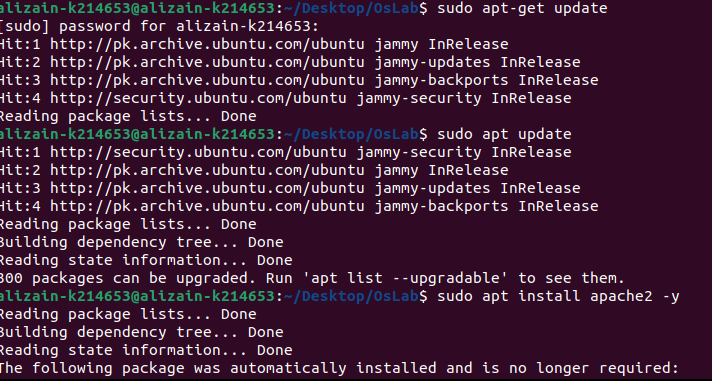 alizain-k214653@alizain-k214653:~/Desktop/OsLab$ sudo apt-get update
[sudo] password for alizain-k214653:
Hit:1 http://pk.archive.ubuntu.com/ubuntu jammy InRelease
Hit:2 http://pk.archive.ubuntu.com/ubuntu jammy-updates InRelease
Hit:3 http://pk.archive.ubuntu.com/ubuntu jammy-backports InRelease
Hit:4 http://security.ubuntu.com/ubuntu jammy-security InRelease
Reading package lists... Done
alizain-k214653@alizain-k214653:~/Desktop/OsLab$ sudo apt update
Hit:1 http://security.ubuntu.com/ubuntu jammy-security InRelease
Hit:2 http://pk.archive.ubuntu.com/ubuntu jammy InRelease
Hit:3 http://pk.archive.ubuntu.com/ubuntu jammy-updates InRelease
Hit:4 http://pk.archive.ubuntu.com/ubuntu jammy-backports InRelease
Reading package lists... Done
Building dependency tree... Done
Reading state information... Done
300 packages can be upgraded. Run 'apt list --upgradable' to see them.
alizain-k214653@alizain-k214653:~/Desktop/OsLab$ sudo apt install apache2 -y
Reading package lists... Done
Building dependency tree... Done
Reading state information... Done
The following package was automatically installed and is no longer required: